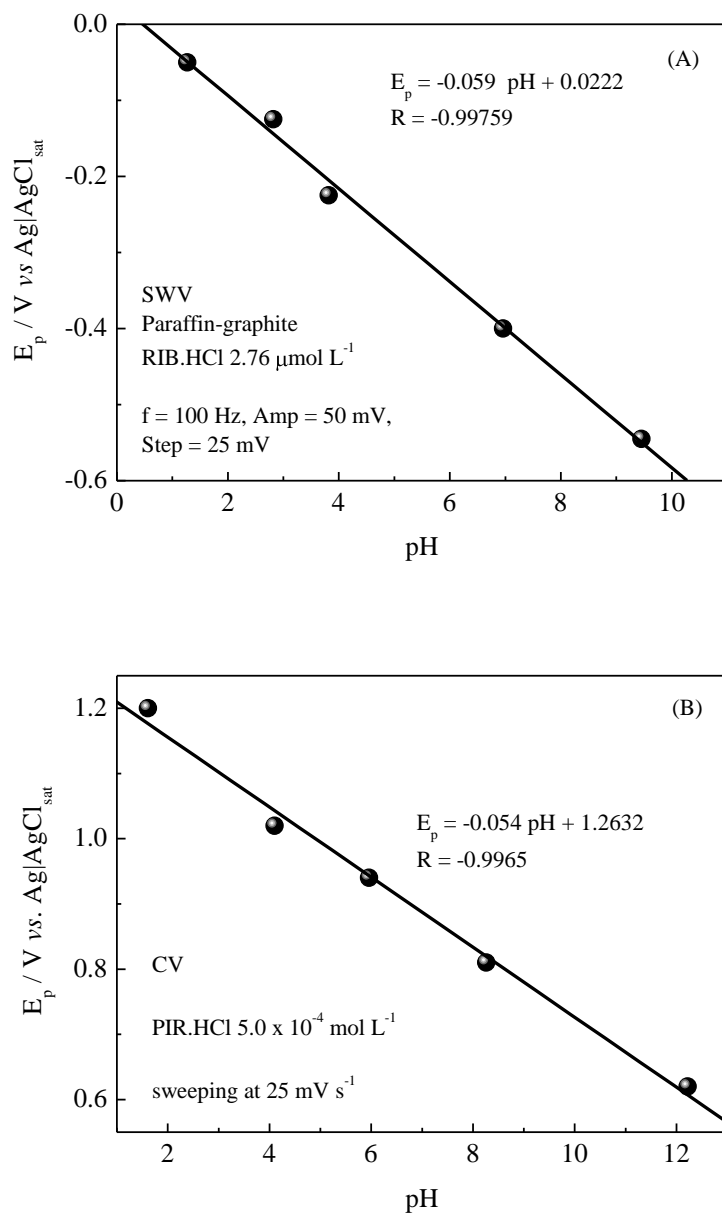 (A)
E_p = -0.059 pH + 0.0222
R = -0.99759
SWV
Paraffin-graphite
RIB.HCl 2.76 μmol L^-1
f = 100 Hz, Amp = 50 mV,
Step = 25 mV
E_p / V vs Ag|AgCl_sat
0.0
-0.2
-0.4
-0.6
0 2 4 6 8 10
pH
(B)
E_p = -0.054 pH + 1.2632
R = -0.9965
CV
PIR.HCl 5.0 x 10^-4 mol L^-1
sweeping at 25 mV s^-1
E_p / V vs. Ag|AgCl_sat
1.2
1.0
0.8
0.6
2 4 6 8 10 12
pH